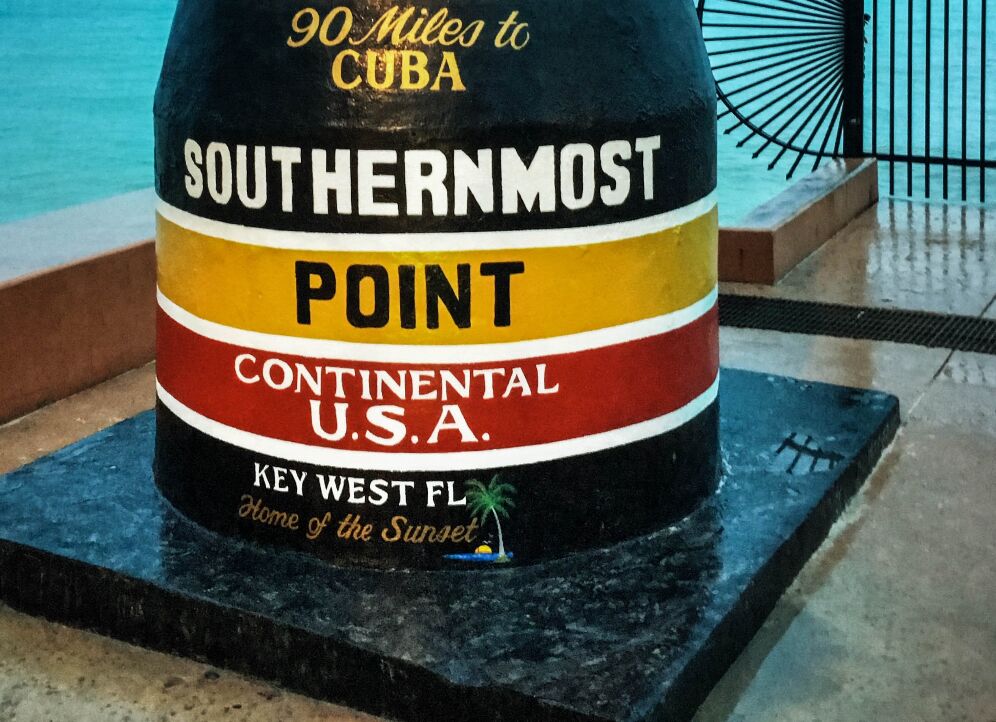 90 Miles to
CUBA
SOUTHERNMOST
POINT
CONTINENTAL
U.S.A.
KEY WEST FL
Home of the Sunset